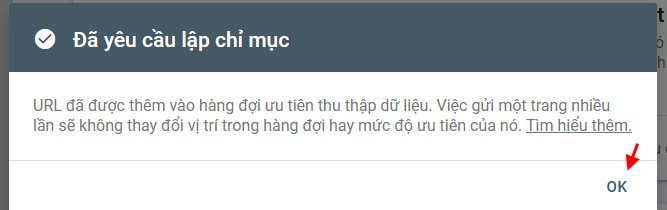 Đã yêu cầu lập chỉ mục
URL đã được thêm vào hàng đợi ưu tiên thu thập dữ liệu. Việc gửi một trang nhiều
lần sẽ không thay đổi vị trí trong hàng đợi hay mức độ ưu tiên của nó. Tìm hiểu thêm.
OK